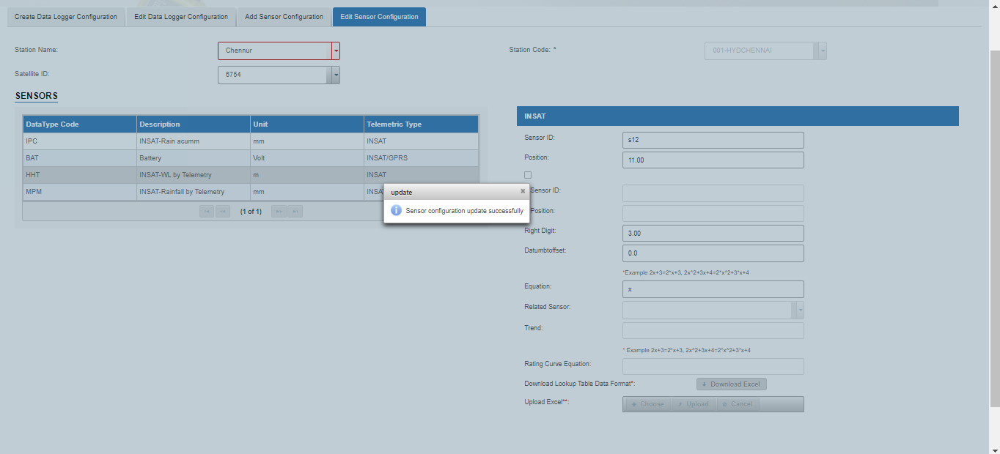 Create Data Logger Configuration Edit Data Logger Configuration Add Sensor Configuration Edit Sensor Configuration
Station Name: Chennur Station Code: * 001-HYDCHENNAI
Satellite ID: 6754
SENSORS
DataType Code Description Unit Telemetric Type
IPC INSAT-Rain acumm mm INSAT
BAT Battery Volt INSAT/GPRS
HHT INSAT-WL by Telemetry m INSAT
MPM INSAT-Rainfall by Telemetry mm
(1 of 1)
update
Sensor configuration update successfully
INSAT
Sensor ID: s12
Position: 11.00
Sensor ID:
Position:
Right Digit: 3.00
Datumbtoffset: 0.0
*Example 2x+3=2*x+3, 2x^2+3x+4=2*x^2+3*x+4
Equation: x
Related Sensor:
Trend:
* Example 2x+3=2*x+3, 2x^2+3x+4=2*x^2+3*x+4
Rating Curve Equation:
Download Lookup Table Data Format*: Download Excel
Upload Excel**: Choose Upload Cancel